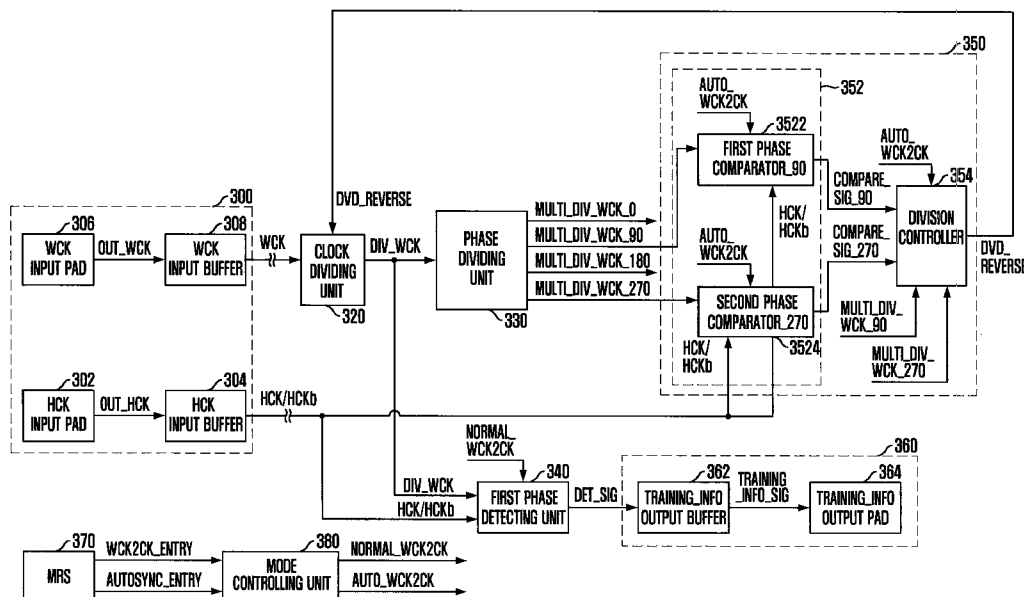 350
352
AUTO_
WCK2CK
3522
FIRST PHASE
COMPARATOR_90
AUTO_
WCK2CK
354
COMPARE_
SIG_90
DIVISION
CONTROLLER
COMPARE_
SIG_270
DVD_
REVERSE
HCK/
HCKb
AUTO_
WCK2CK
SECOND PHASE
COMPARATOR_270
3524
HCK/
HCKb
MULTI_DIV_
WCK_90
MULTI_DIV_
WCK_270
300
306
WCK
INPUT PAD
OUT_WCK
308
WCK
INPUT BUFFER
WCK
DVD_REVERSE
CLOCK
DIVIDING
UNIT
320
DIV_WCK
PHASE
DIVIDING
UNIT
330
MULTI_DIV_WCK_0
MULTI_DIV_WCK_90
MULTI_DIV_WCK_180
MULTI_DIV_WCK_270
302
HCK
INPUT PAD
OUT_HCK
304
HCK
INPUT BUFFER
HCK/HCKb
NORMAL_
WCK2CK
340
DIV_WCK
HCK/HCKb
FIRST PHASE
DETECTING UNIT
DET_SIG
360
362
TRAINING_INFO
OUTPUT BUFFER
TRAINING
_INFO_SIG
364
TRAINING_INFO
OUTPUT PAD
370
MRS
WCK2CK_ENTRY
AUTOSYNC_ENTRY
380
MODE
CONTROLLING UNIT
NORMAL_WCK2CK
AUTO_WCK2CK